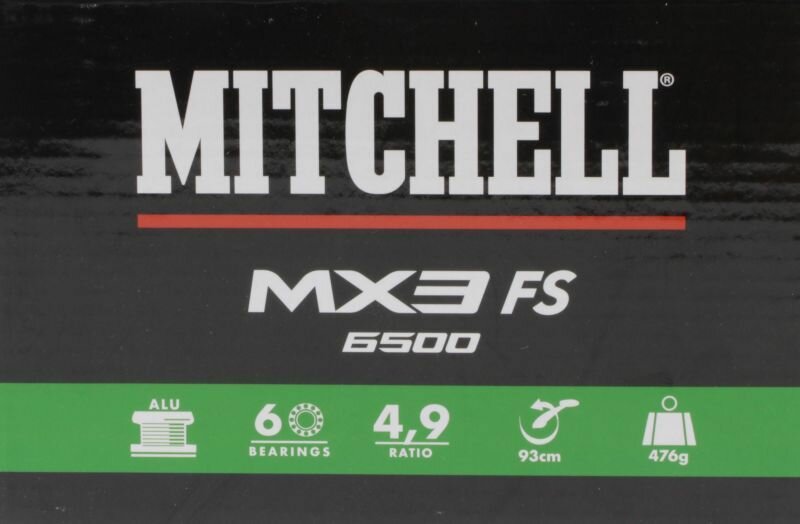 MITCHELL®
MX3 FS
6500
ALU
6 BEARINGS
4,9 RATIO
93cm
476g